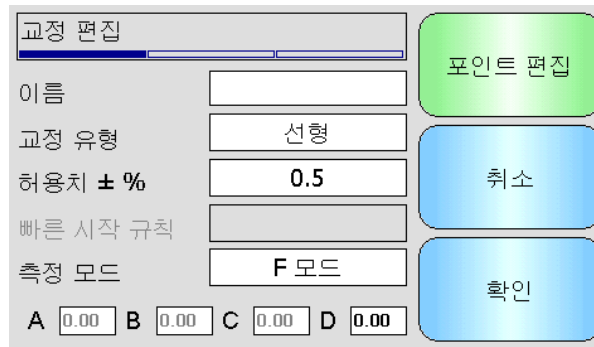 교정 편집
포인트 편집
이름
교정 유형 선형
허용치 ± % 0.5
취소
빠른 시작 규칙
측정 모드 F 모드
확인
A 0.00 B 0.00 C 0.00 D 0.00